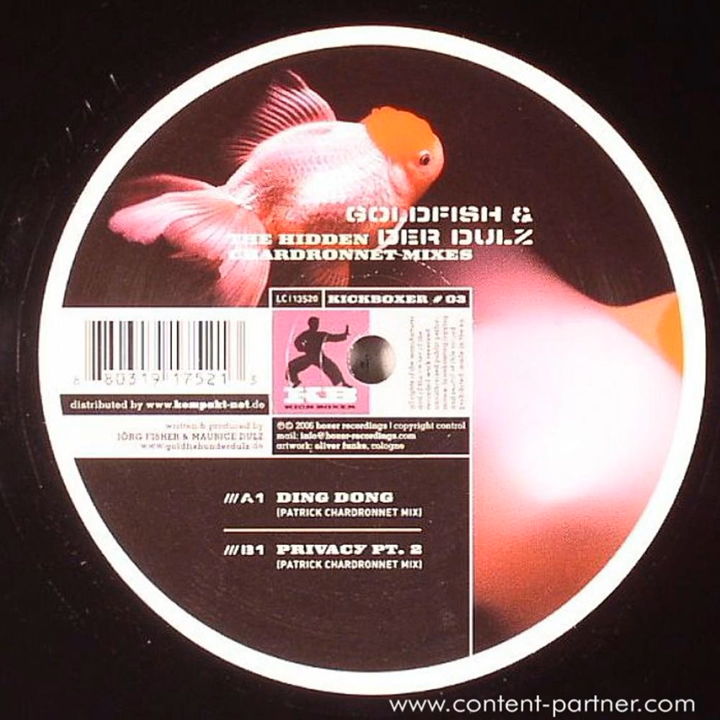 GOLDFISH &
THE HIDDEN DER DULZ
CHARDRONNET-MIXES
LC | 13520 KICKBOXER # 03
8 80319 17521 3
KB
KICKBOXER
distributed by www.kompakt-net.de
written & produced by
JÖRG FISHER & MAURICE DULZ
www.goldfishunderdulz.de
℗© 2006 boxer recordings | copyright control
mail: info@boxer-recordings.com
artwork: oliver funke, cologne
///A1 DING DONG
(PATRICK CHARDRONNET MIX)
///B1 PRIVACY PT. 2
(PATRICK CHARDRONNET MIX)
www.content-partner.com